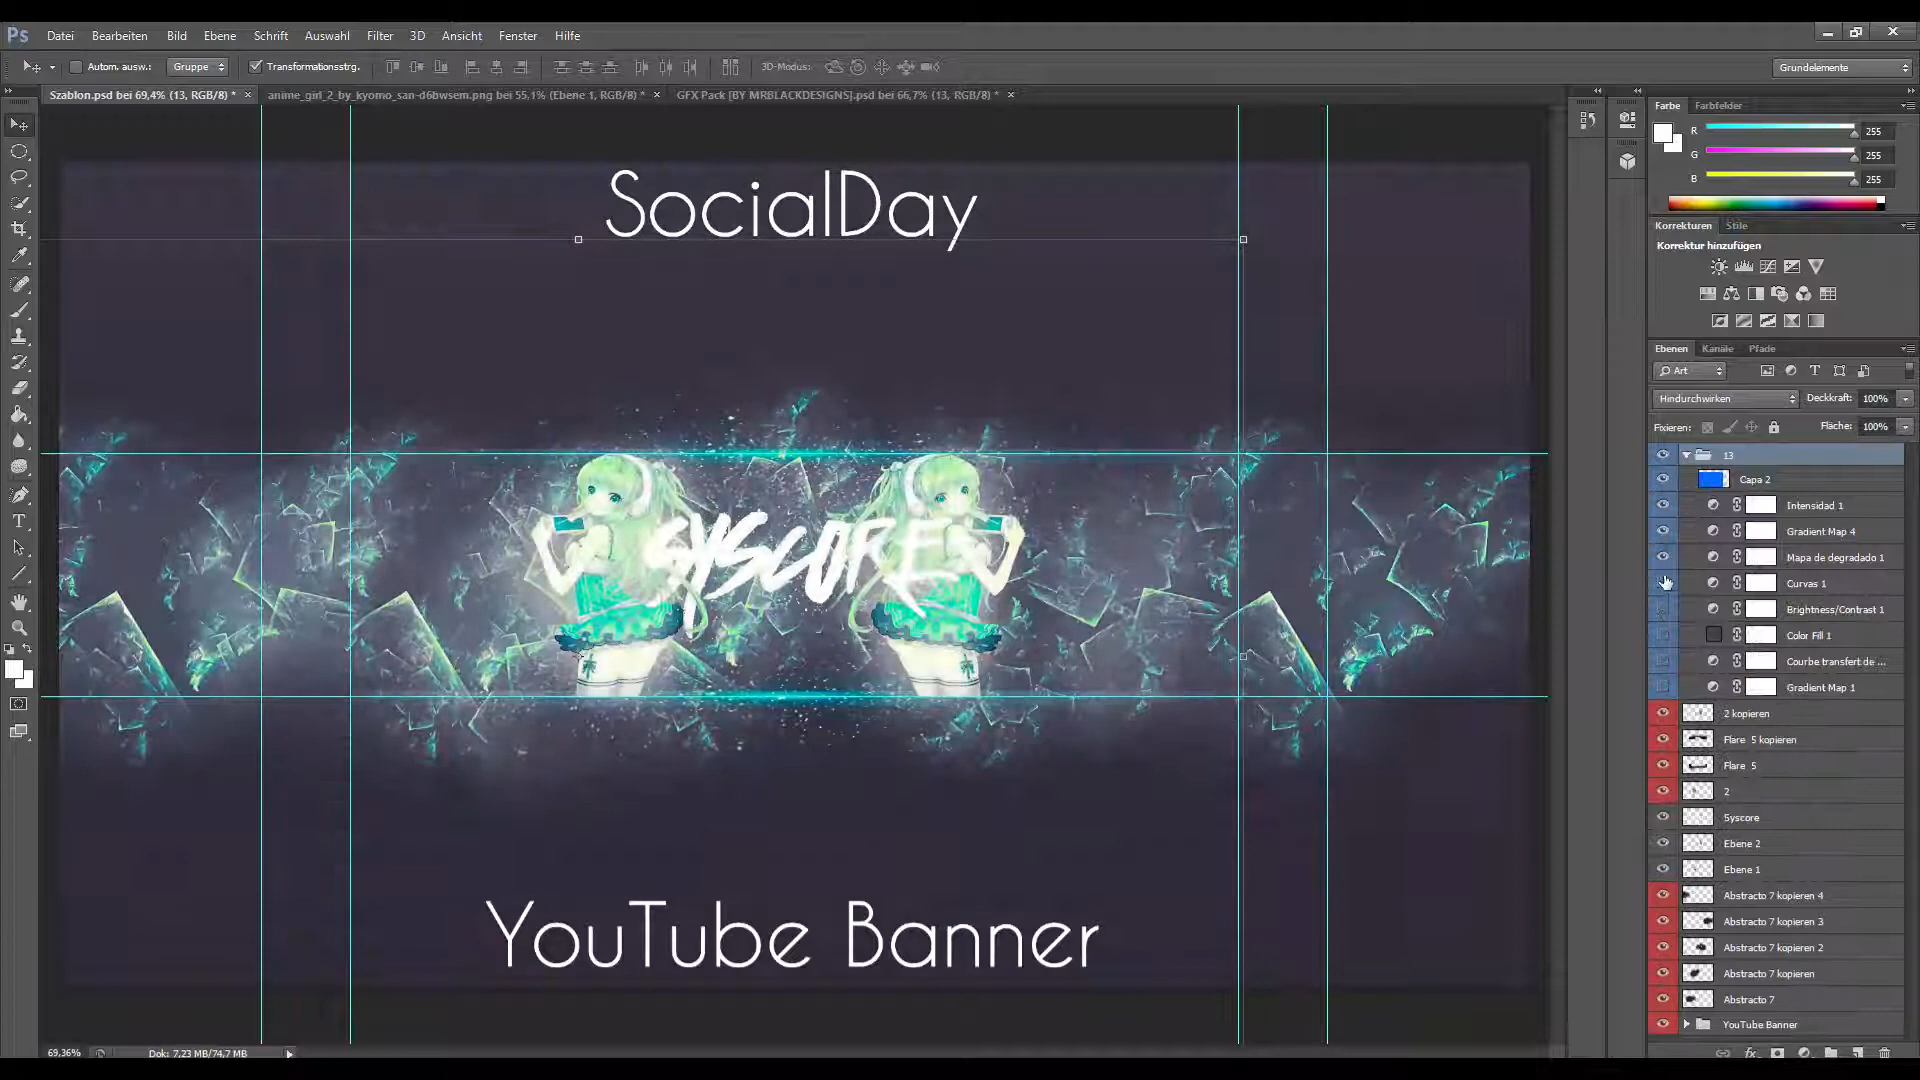 Ps Datei Bearbeiten Bild Ebene Schrift Auswahl Filter 3D Ansicht Fenster Hilfe
Autom. ausw.: Gruppe Transformationsstrg. 3D-Modus: Grundelemente
Szablon.psd bei 69,4% (13, RGB/8) * × anime_girl_2_by_kyomo_san-d6bwsem.png bei 55,1% (Ebene 1, RGB/8) * × GFX Pack [BY MRBLACKDESIGNS].psd bei 66,7% (13, RGB/8) * ×
Farbe Farbfelder
R 255
G 255
B 255
Korrekturen Stile
Korrektur hinzufügen
Ebenen Kanäle Pfade
Art
Hindurchwirken Deckkraft: 100%
Fixieren: Fläche: 100%
13
Capa 2
Intensidad 1
Gradient Map 4
Mapa de degradado 1
Curvas 1
Brightness/Contrast 1
Color Fill 1
Courbe transfert de ...
Gradient Map 1
2 kopieren
Flare 5 kopieren
Flare 5
2
Syscore
Ebene 2
Ebene 1
Abstracto 7 kopieren 4
Abstracto 7 kopieren 3
Abstracto 7 kopieren 2
Abstracto 7 kopieren
Abstracto 7
YouTube Banner
SocialDay
SYSCORE
YouTube Banner
69,36% Dok: 7,23 MB/74,7 MB
fx